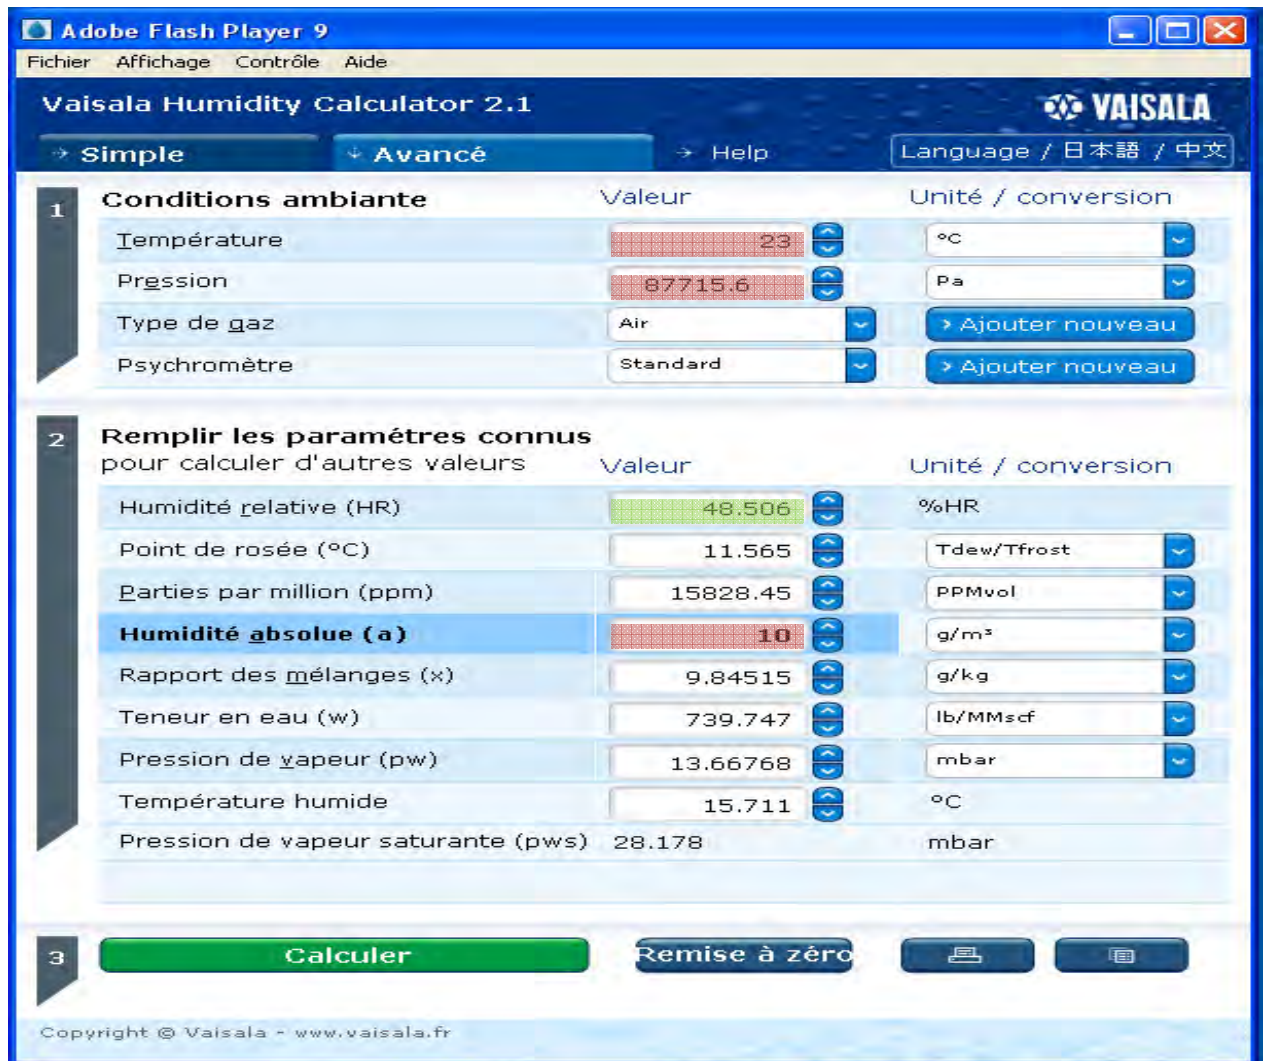 Adobe Flash Player 9
Fichier Affichage Contrôle Aide
Vaisala Humidity Calculator 2.1 VAISALA
Simple Avancé Help Language / 日本語 / 中文
1 Conditions ambiante Valeur Unité / conversion
Température 23 °C
Pression 87715.6 Pa
Type de gaz Air > Ajouter nouveau
Psychromètre Standard > Ajouter nouveau
2 Remplir les paramétres connus
pour calculer d'autres valeurs Valeur Unité / conversion
Humidité relative (HR) 48.506 %HR
Point de rosée (°C) 11.565 Tdew/Tfrost
Parties par million (ppm) 15828.45 PPMvol
Humidité absolue (a) 10 g/m³
Rapport des mélanges (x) 9.84515 g/kg
Teneur en eau (w) 739.747 lb/MMscf
Pression de vapeur (pw) 13.66768 mbar
Température humide 15.711 °C
Pression de vapeur saturante (pws) 28.178 mbar
3 Calculer Remise à zéro
Copyright © Vaisala - www.vaisala.fr